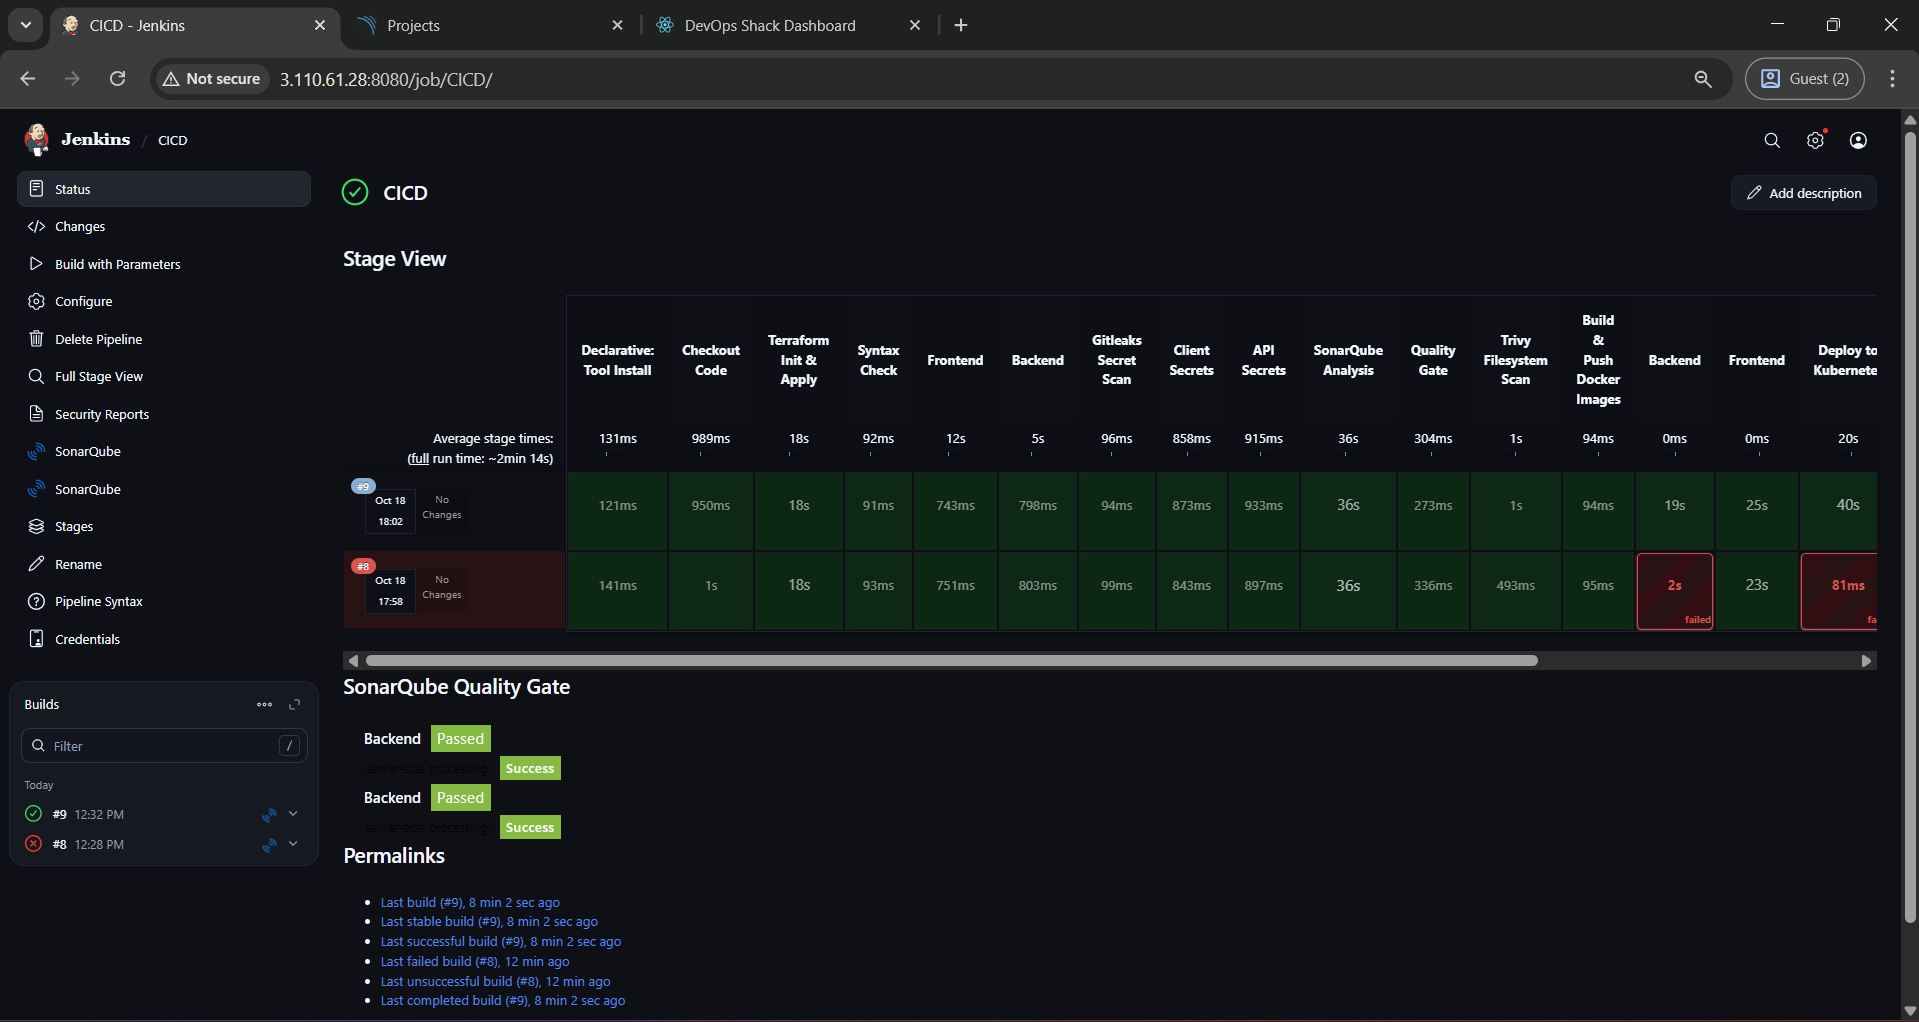 CICD - Jenkins
Projects
DevOps Shack Dashboard
Not secure
3.110.61.28:8080/job/CICD/
Guest (2)
Jenkins / CICD
Status
Changes
Build with Parameters
Configure
Delete Pipeline
Full Stage View
Security Reports
SonarQube
SonarQube
Stages
Rename
Pipeline Syntax
Credentials
Builds
Filter
/
Today
#9 12:32 PM
#8 12:28 PM
CICD
Add description
Stage View
Declarative: Tool Install
Checkout Code
Terraform Init & Apply
Syntax Check
Frontend
Backend
Gitleaks Secret Scan
Client Secrets
API Secrets
SonarQube Analysis
Quality Gate
Trivy Filesystem Scan
Build & Push Docker Images
Backend
Frontend
Deploy to Kubernete
Average stage times: 131ms 989ms 18s 92ms 12s 5s 96ms 858ms 915ms 36s 304ms 1s 94ms 0ms 0ms 20s
(full run time: ~2min 14s)
#9
Oct 18 18:02 No Changes 121ms 950ms 18s 91ms 743ms 798ms 94ms 873ms 933ms 36s 273ms 1s 94ms 19s 25s 40s
#8
Oct 18 17:58 No Changes 141ms 1s 18s 93ms 751ms 803ms 99ms 843ms 897ms 36s 336ms 493ms 95ms 2s 23s 81ms
failed fa
SonarQube Quality Gate
Backend Passed
server-side processing: Success
Backend Passed
server-side processing: Success
Permalinks
Last build (#9), 8 min 2 sec ago
Last stable build (#9), 8 min 2 sec ago
Last successful build (#9), 8 min 2 sec ago
Last failed build (#8), 12 min ago
Last unsuccessful build (#8), 12 min ago
Last completed build (#9), 8 min 2 sec ago